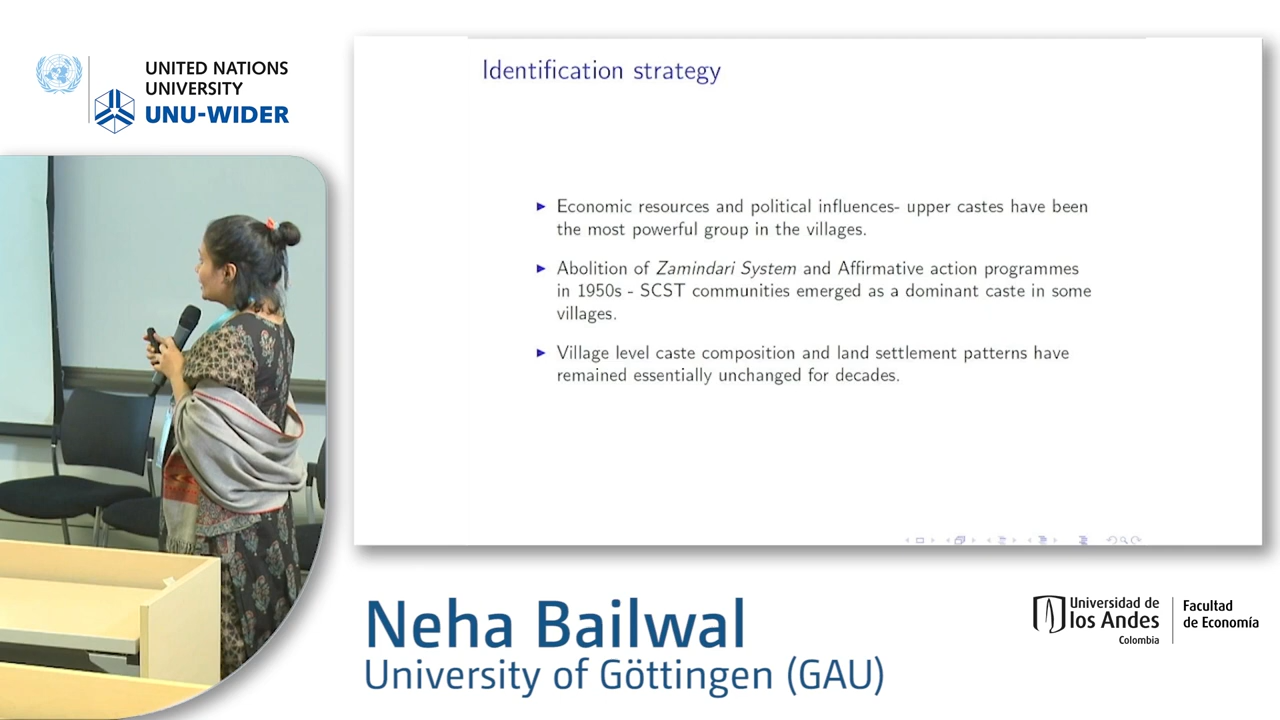 UNITED NATIONS
UNIVERSITY
UNU-WIDER
Identification strategy
Economic resources and political influences- upper castes have been
the most powerful group in the villages.
Abolition of Zamindari System and Affirmative action programmes
in 1950s - SCST communities emerged as a dominant caste in some
villages.
Village level caste composition and land settlement patterns have
remained essentially unchanged for decades.
Neha Bailwal
University of Göttingen (GAU)
Universidad de
los Andes
Colombia
Facultad
de Economía